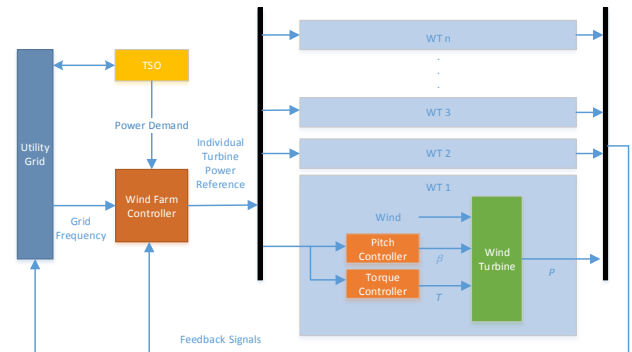 WT n
TSO
WT 3
Power Demand
Individual
Turbine
Power
Reference
Utility
Grid
WT 2
WT 1
Wind Farm
Controller
Grid
Frequency
Wind
Pitch
Controller
β
Wind
Turbine
P
Torque
Controller
T
Feedback Signals